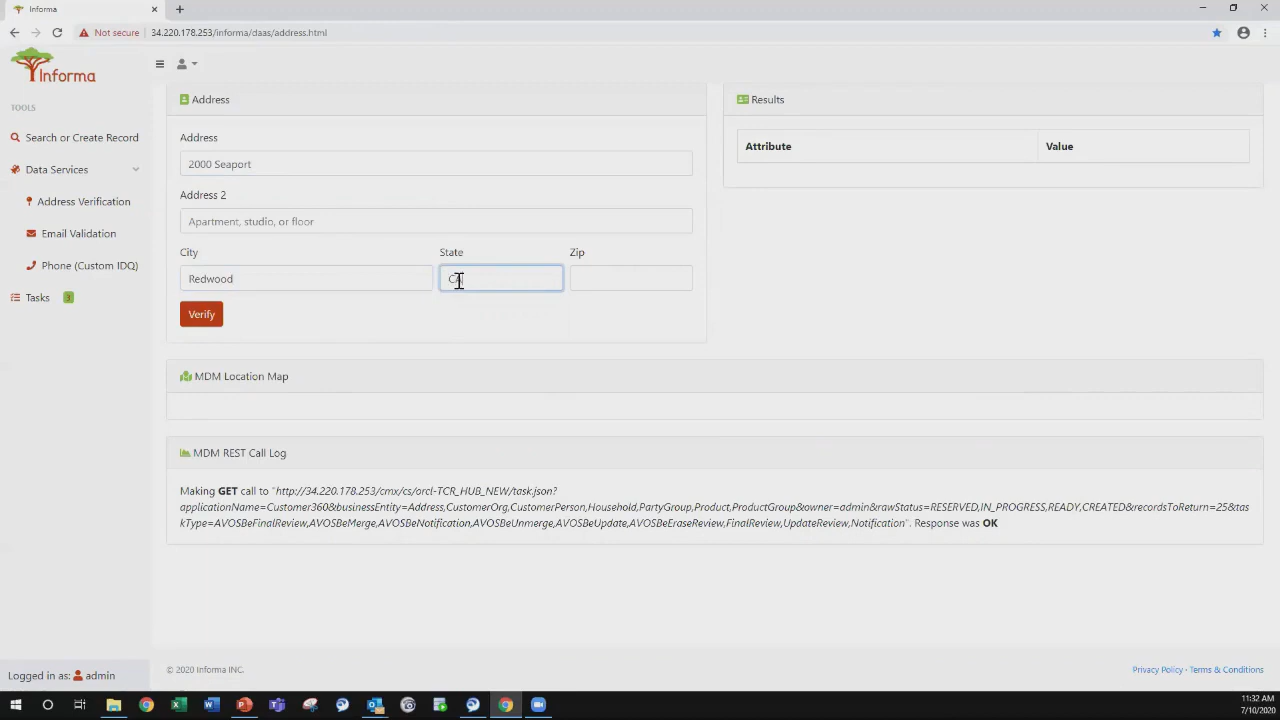 Informa
Not secure
34.220.178.253/informa/daas/address.html
Informa
TOOLS
Search or Create Record
Data Services
Address Verification
Email Validation
Phone (Custom IDQ)
Tasks 3
Address
Address
2000 Seaport
Address 2
Apartment, studio, or floor
City State Zip
Redwood CA
Verify
Results
Attribute Value
MDM Location Map
MDM REST Call Log
Making GET call to "http://34.220.178.253/cmx/cs/orcl-TCR_HUB_NEW/task.json?
applicationName=Customer360&businessEntity=Address,CustomerOrg,CustomerPerson,Household,PartyGroup,Product,ProductGroup&owner=admin&rawStatus=RESERVED,IN_PROGRESS,READY,CREATED&recordsToReturn=25&tas
kType=AVOSBeFinalReview,AVOSBeMerge,AVOSBeNotification,AVOSBeUnmerge,AVOSBeUpdate,AVOSBeEraseReview,FinalReview,UpdateReview,Notification". Response was OK
Logged in as: admin
© 2020 Informa INC.
Privacy Policy · Terms & Conditions
11:32 AM
7/10/2020